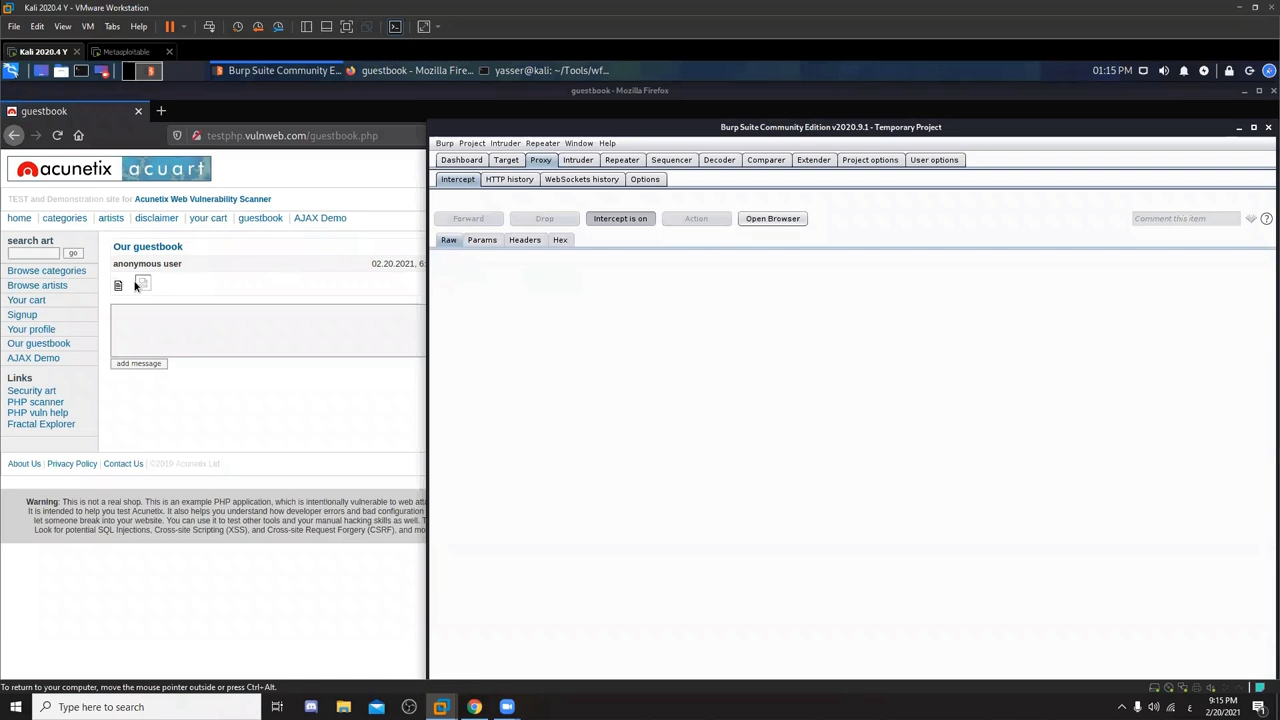 Kali 2020.4 Y - VMware Workstation
File Edit View VM Tabs Help
Kali 2020.4 Y Metasploitable
Burp Suite Community E... guestbook - Mozilla Fire... yasser@kali: ~/Tools/wf... 01:15 PM
guestbook - Mozilla Firefox
guestbook
testphp.vulnweb.com/guestbook.php
acunetix acuart
TEST and Demonstration site for Acunetix Web Vulnerability Scanner
home | categories | artists | disclaimer | your cart | guestbook | AJAX Demo
search art
go
Browse categories
Browse artists
Your cart
Signup
Your profile
Our guestbook
AJAX Demo
Links
Security art
PHP scanner
PHP vuln help
Fractal Explorer
Our guestbook
anonymous user 02.20.2021, 6:
add message
About Us | Privacy Policy | Contact Us | ©2019 Acunetix Ltd
Warning: This is not a real shop. This is an example PHP application, which is intentionally vulnerable to web atta
It is intended to help you test Acunetix. It also helps you understand how developer errors and bad configuration
let someone break into your website. You can use it to test other tools and your manual hacking skills as well. T
Look for potential SQL Injections, Cross-site Scripting (XSS), and Cross-site Request Forgery (CSRF), and mo
Burp Suite Community Edition v2020.9.1 - Temporary Project
Burp Project Intruder Repeater Window Help
Dashboard Target Proxy Intruder Repeater Sequencer Decoder Comparer Extender Project options User options
Intercept HTTP history WebSockets history Options
Forward Drop Intercept is on Action Open Browser Comment this item
Raw Params Headers Hex
To return to your computer, move the mouse pointer outside or press Ctrl+Alt.
Type here to search
9:15 PM
2/20/2021